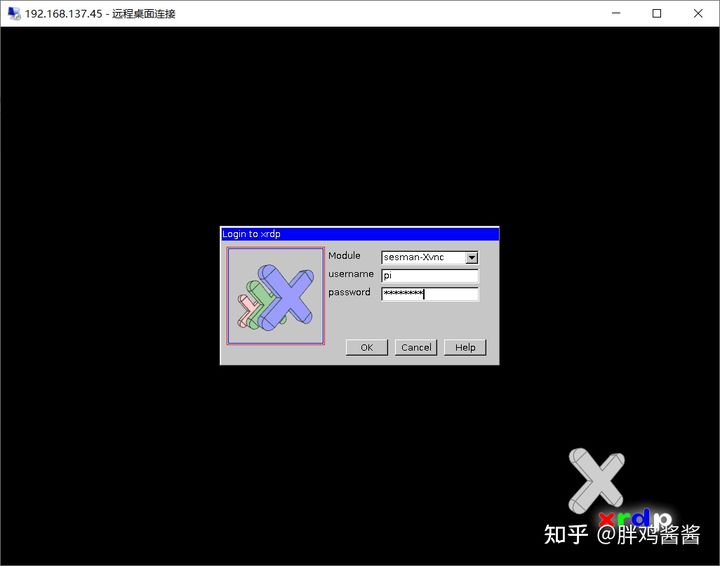 192.168.137.45 - 远程桌面连接
Login to xrdp
Module
sesman-Xvnc
username
pi
password
********
OK
Cancel
Help
xrdp
知乎 @胖鸡酱酱